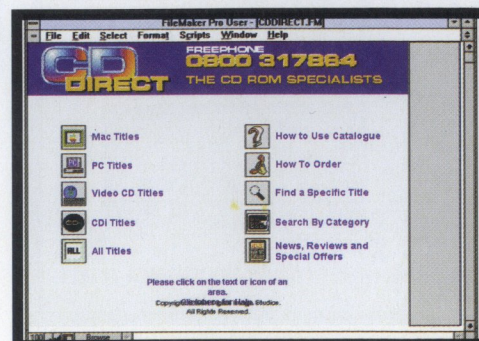 FileMaker Pro User - [CDDIRECT.FM]
File Edit Select Format Scripts Window Help
CD DIRECT
FREEPHONE
0800 317884
THE CD ROM SPECIALISTS
Mac Titles
PC Titles
Video CD Titles
CDi Titles
ALL
All Titles
How to Use Catalogue
How To Order
Find a Specific Title
Search By Category
News, Reviews and
Special Offers
Please click on the text or icon of an
area.
All Rights Reserved.
100
Browse